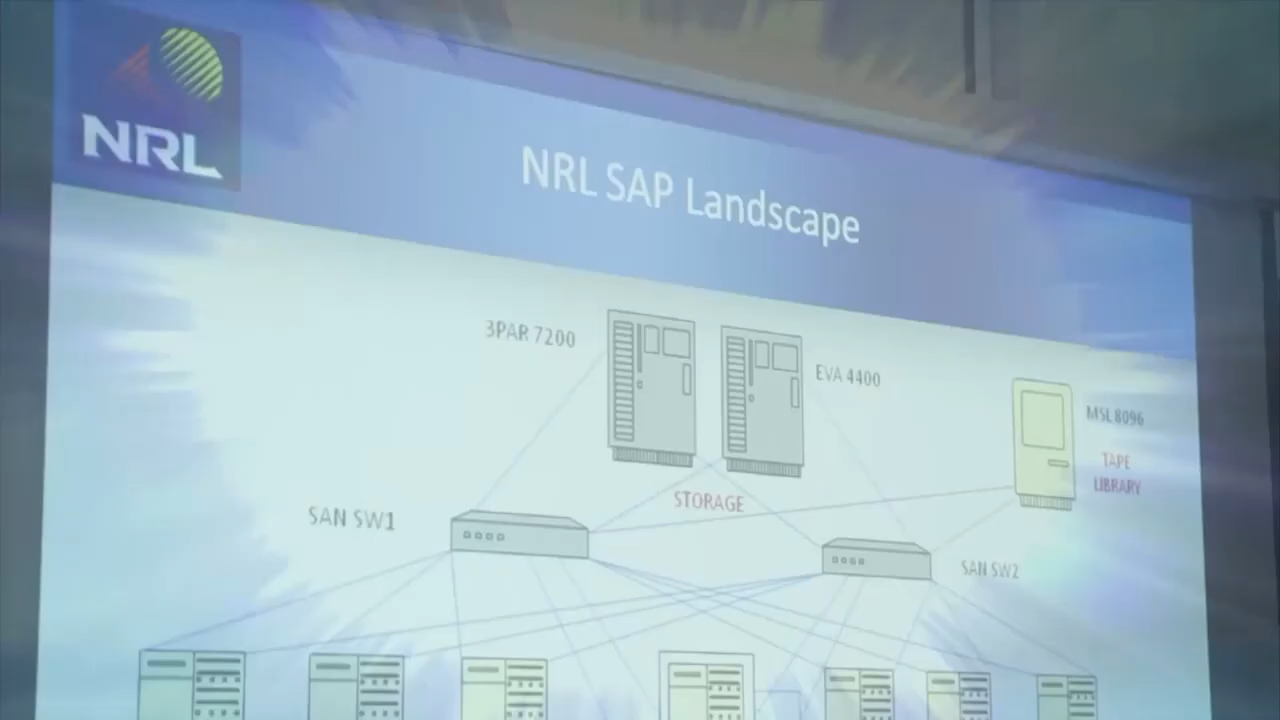 NRL
NRL SAP Landscape
3PAR 7200
EVA 4400
MSL 8096
TAPE
LIBRARY
STORAGE
SAN SW1
SAN SW2